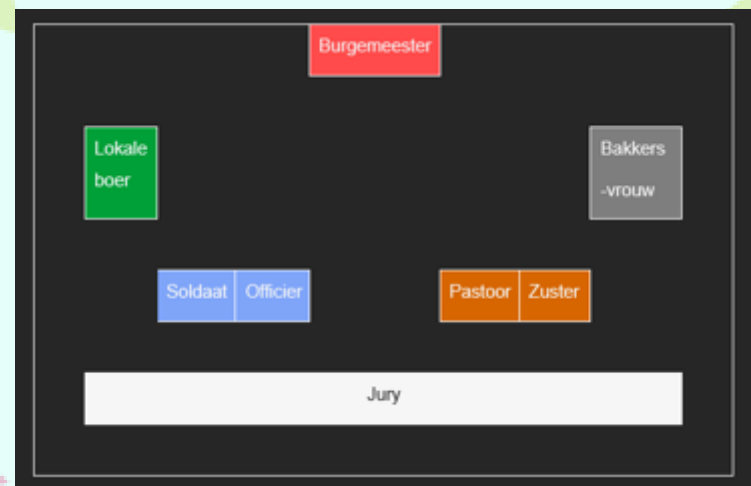 Burgemeester
Lokale
boer
Bakkers
-vrouw
Soldaat
Officier
Pastoor
Zuster
Jury